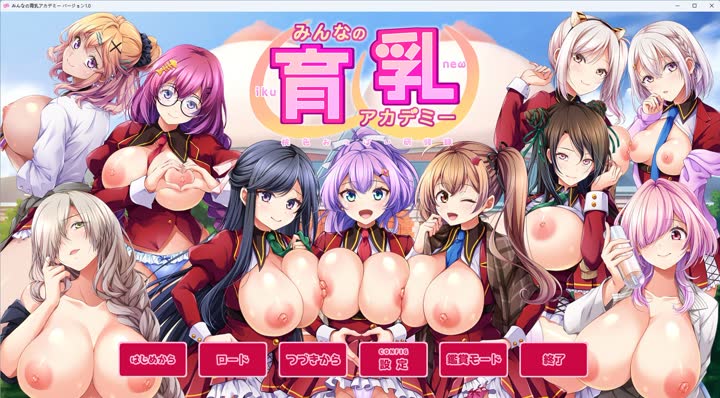 みんなの育乳アカデミー バージョン1.0
みんなの
育乳
iku
new
アカデミー
はじめから
ロード
つづきから
CONFIG
設定
鑑賞モード
終了